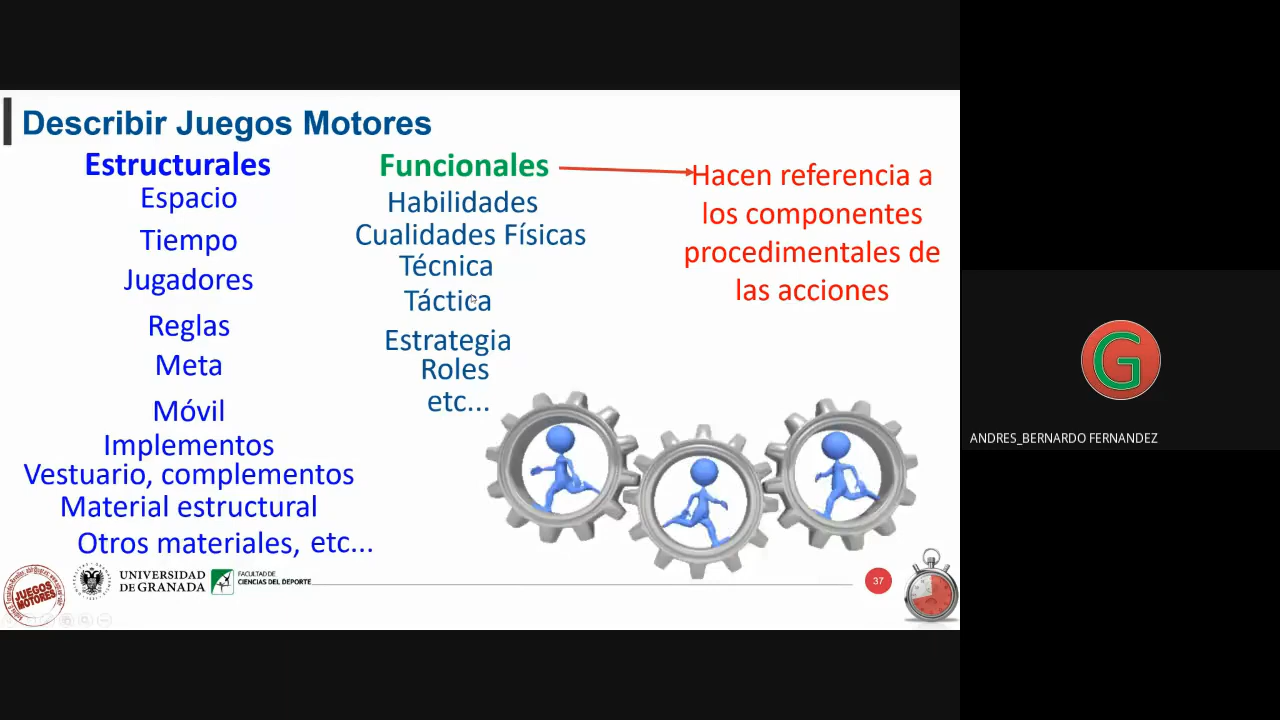 Describir Juegos Motores
Estructurales
Espacio
Tiempo
Jugadores
Reglas
Meta
Móvil
Implementos
Vestuario, complementos
Material estructural
Otros materiales, etc...
Funcionales
Habilidades
Cualidades Físicas
Técnica
Táctica
Estrategia
Roles
etc...
Hacen referencia a
los componentes
procedimentales de
las acciones
JUEGOS
MOTORES
UNIVERSIDAD
DE GRANADA
FACULTAD DE
CIENCIAS DEL DEPORTE
37
G
ANDRES_BERNARDO FERNANDEZ